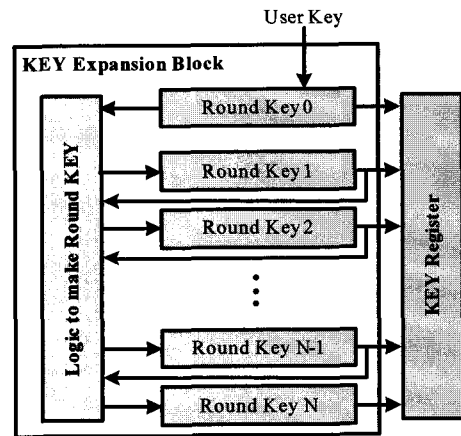 User Key
KEY Expansion Block
Round Key 0
Round Key 1
Round Key 2
Round Key N-1
Round Key N
Logic to make Round KEY
KEY Register